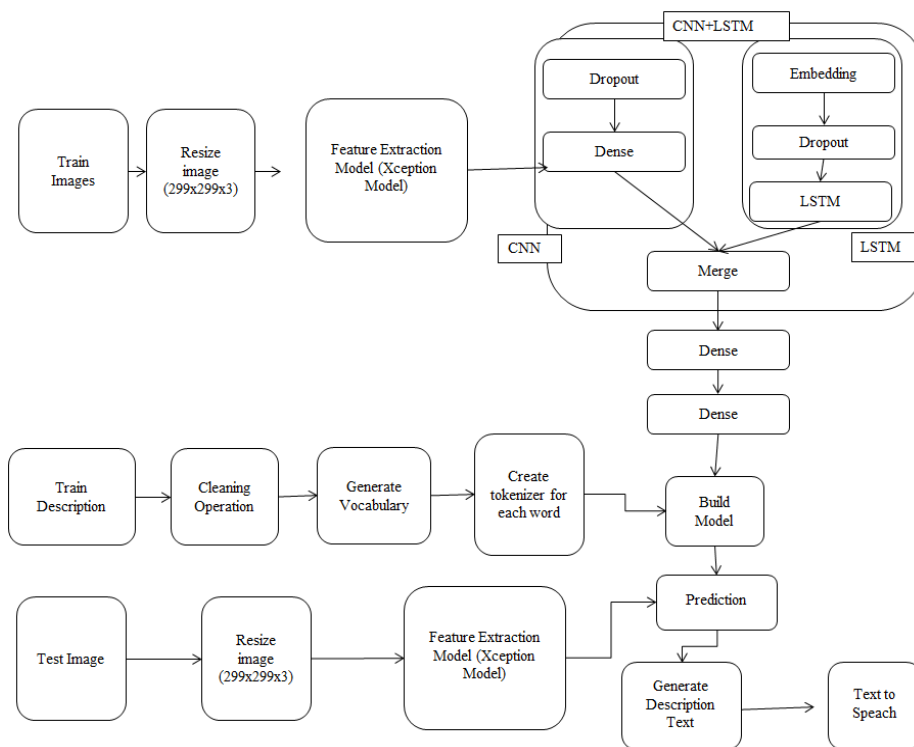 CNN+LSTM
Dropout
Embedding
Dense
Dropout
LSTM
CNN
LSTM
Merge
Train
Images
Resize
image
(299x299x3)
Feature Extraction
Model (Xception
Model)
Dense
Dense
Train
Description
Cleaning
Operation
Generate
Vocabulary
Create
tokenizer for
each word
Build
Model
Test Image
Resize
image
(299x299x3)
Feature Extraction
Model (Xception
Model)
Prediction
Generate
Description
Text
Text to
Speach